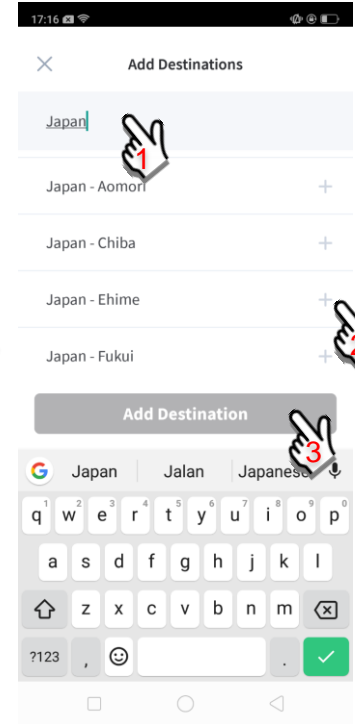 17:16
Add Destinations
Japan
1
Japan - Aomori
Japan - Chiba
Japan - Ehime
2
Japan - Fukui
Add Destination
3
G Japan Jalan Japanese
1 2 3 4 5 6 7 8 9 0
q w e r t y u i o p
a s d f g h j k l
z x c v b n m
?123 , .